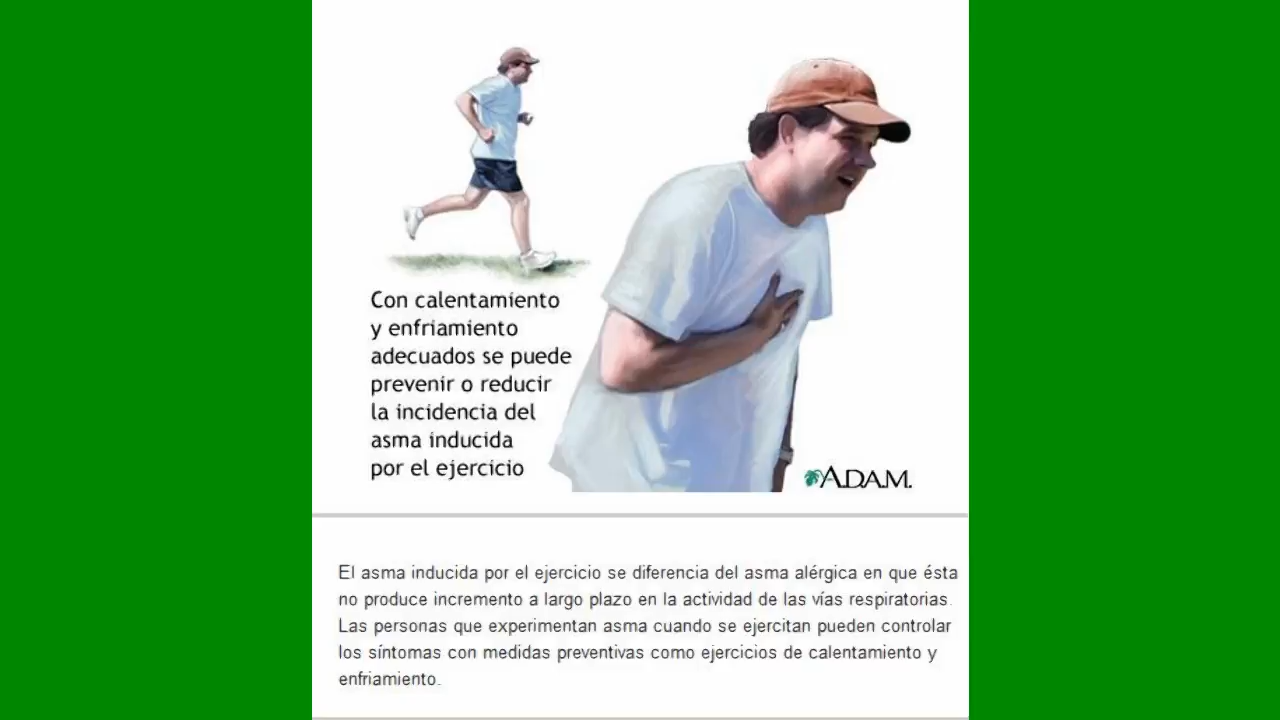 Con calentamiento
y enfriamiento
adecuados se puede
prevenir o reducir
la incidencia del
asma inducida
por el ejercicio
A.D.A.M.
El asma inducida por el ejercicio se diferencia del asma alérgica en que ésta
no produce incremento a largo plazo en la actividad de las vías respiratorias.
Las personas que experimentan asma cuando se ejercitan pueden controlar
los síntomas con medidas preventivas como ejercicios de calentamiento y
enfriamiento.